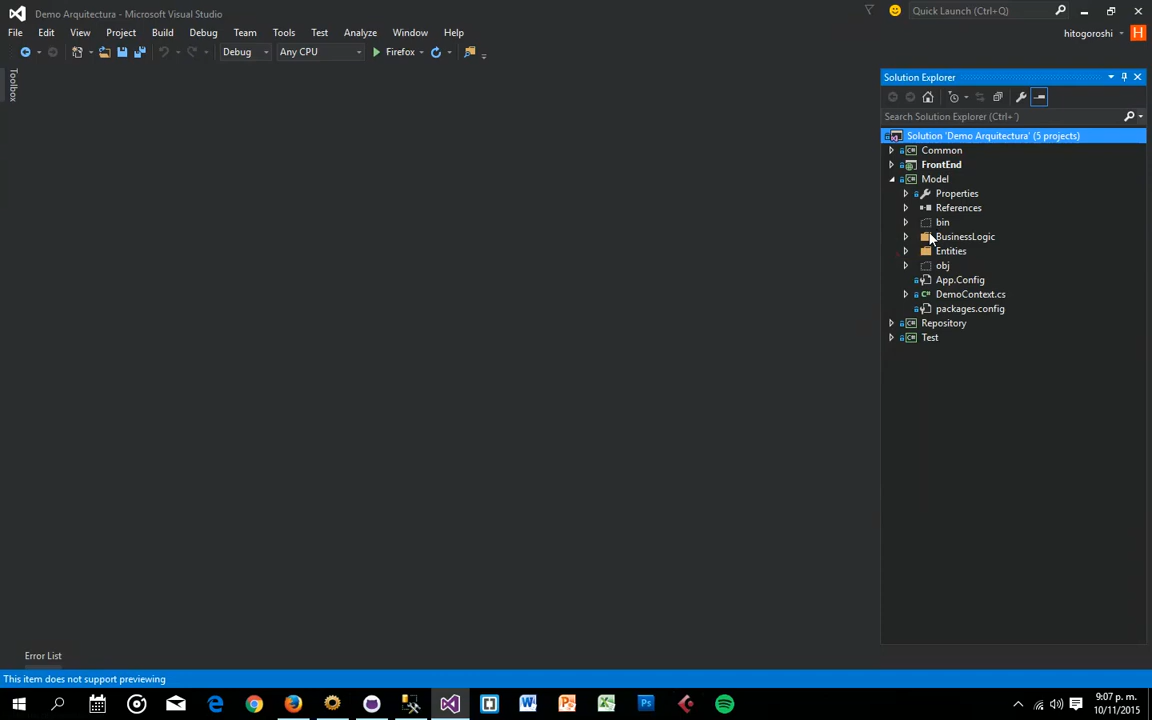 Demo Arquitectura - Microsoft Visual Studio
Quick Launch (Ctrl+Q)
File Edit View Project Build Debug Team Tools Test Analyze Window Help
hitogoroshi H
Debug Any CPU Firefox
Toolbox
Solution Explorer
Search Solution Explorer (Ctrl+¨)
Solution 'Demo Arquitectura' (5 projects)
Common
FrontEnd
Model
Properties
References
bin
BusinessLogic
Entities
obj
App.Config
C# DemoContext.cs
packages.config
Repository
Test
Error List
This item does not support previewing
9:07 p. m.
10/11/2015